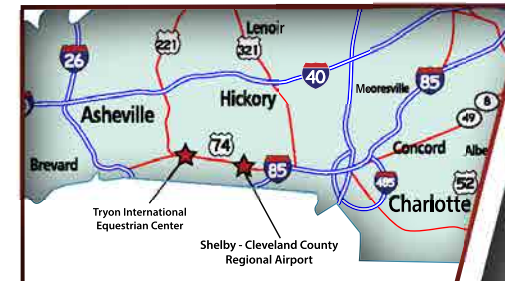 Lenoir
221
321
26
40
85
Mooresville
Asheville
Hickory
8
49
74
Concord
Albe
Brevard
85
485
52
Charlotte
Tryon International
Equestrian Center
Shelby - Cleveland County
Regional Airport